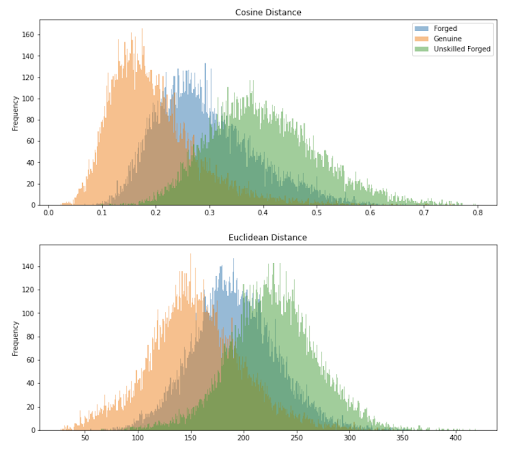 Cosine Distance
Forged
Genuine
Unskilled Forged
Frequency
160
140
120
100
80
60
40
20
0
0.0 0.1 0.2 0.3 0.4 0.5 0.6 0.7 0.8
Euclidean Distance
Frequency
140
120
100
80
60
40
20
0
50 100 150 200 250 300 350 400